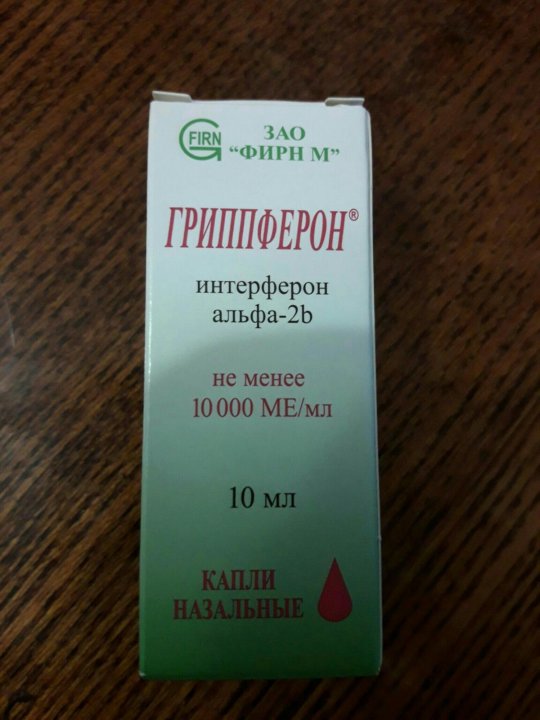 FIRN
ЗАО
“ФИРН М”
ГРИППФЕРОН®
интерферон
альфа-2b
не менее
10 000 МЕ/мл
10 мл
КАПЛИ
НАЗАЛЬНЫЕ